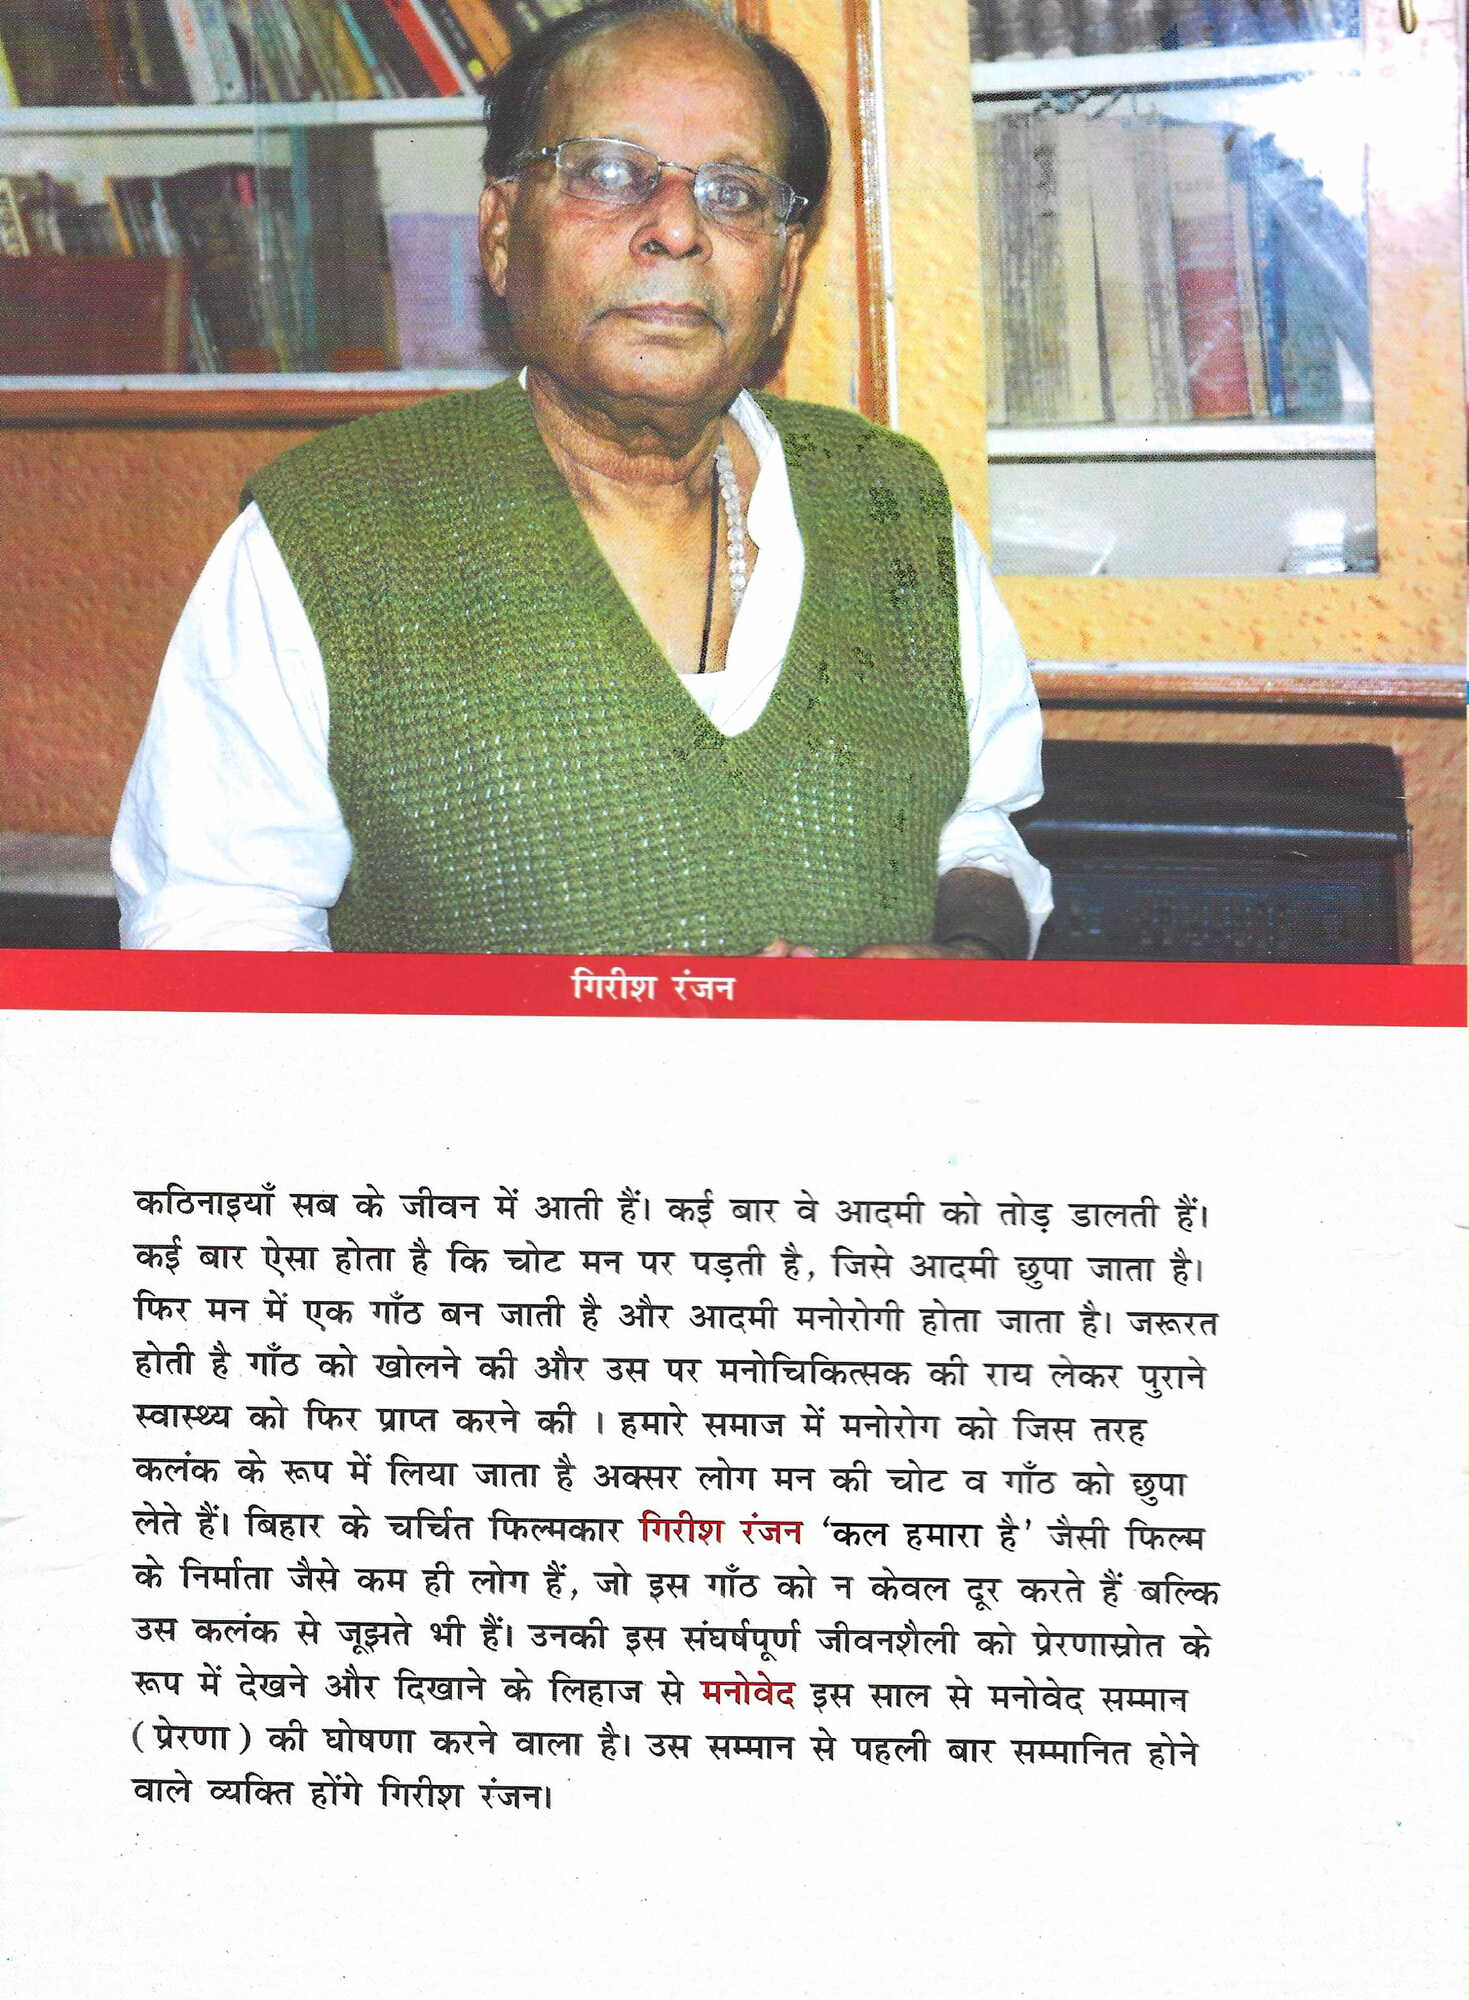 गिरीश रंजन
कठिनाइयाँ सब के जीवन में आती हैं। कई बार वे आदमी को तोड़ डालती हैं।
कई बार ऐसा होता है कि चोट मन पर पड़ती है, जिसे आदमी छुपा जाता है।
फिर मन में एक गाँठ बन जाती है और आदमी मनोरोगी होता जाता है। जरूरत
होती है गाँठ को खोलने की और उस पर मनोचिकित्सक की राय लेकर पुराने
स्वास्थ्य को फिर प्राप्त करने की । हमारे समाज में मनोरोग को जिस तरह
कलंक के रूप में लिया जाता है अक्सर लोग मन की चोट व गाँठ को छुपा
लेते हैं। बिहार के चर्चित फिल्मकार गिरीश रंजन ‘कल हमारा है’ जैसी फिल्म
के निर्माता जैसे कम ही लोग हैं, जो इस गाँठ को न केवल दूर करते हैं बल्कि
उस कलंक से जूझते भी हैं। उनकी इस संघर्षपूर्ण जीवनशैली को प्रेरणास्रोत के
रूप में देखने और दिखाने के लिहाज से मनोवेद इस साल से मनोवेद सम्मान
(प्रेरणा) की घोषणा करने वाला है। उस सम्मान से पहली बार सम्मानित होने
वाले व्यक्ति होंगे गिरीश रंजन।